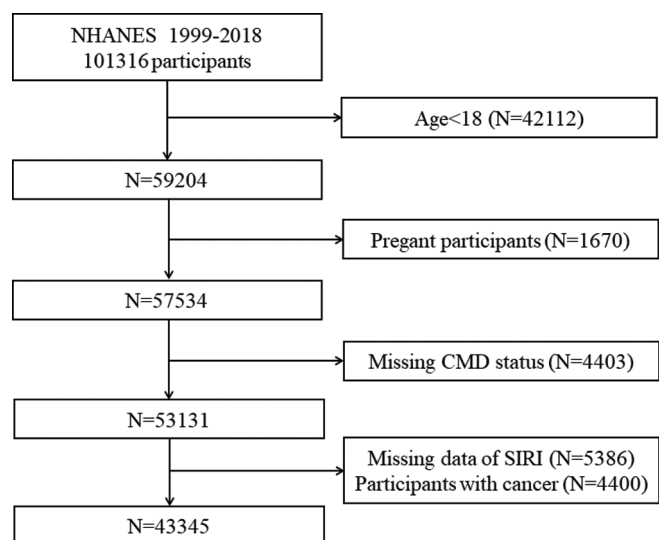 NHANES 1999-2018
101316 participants
Age<18 (N=42112)
N=59204
Pregant participants (N=1670)
N=57534
Missing CMD status (N=4403)
N=53131
Missing data of SIRI (N=5386)
Participants with cancer (N=4400)
N=43345